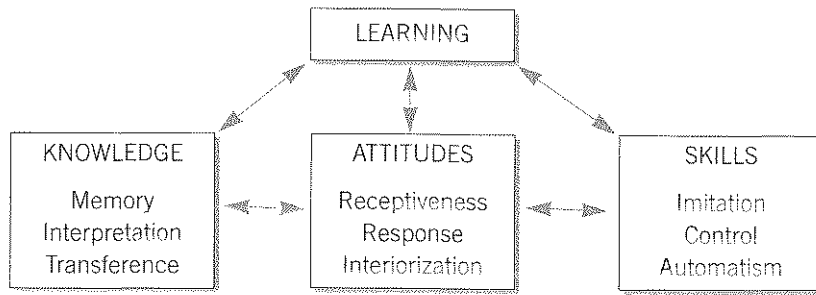 LEARNING
KNOWLEDGE
Memory
Interpretation
Transference
ATTITUDES
Receptiveness
Response
Interiorization
SKILLS
Imitation
Control
Automatism